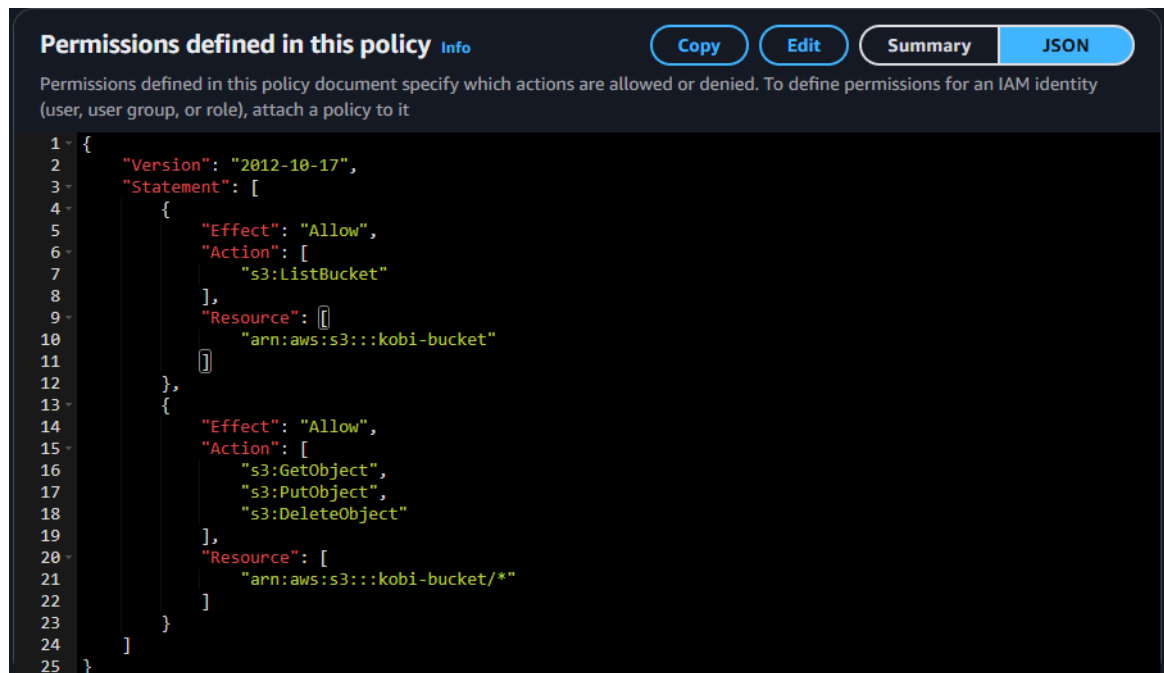 Permissions defined in this policy Info Copy Edit Summary JSON
Permissions defined in this policy document specify which actions are allowed or denied. To define permissions for an IAM identity
(user, user group, or role), attach a policy to it
1 {
2 "Version": "2012-10-17",
3 "Statement": [
4 {
5 "Effect": "Allow",
6 "Action": [
7 "s3:ListBucket"
8 ],
9 "Resource": [
10 "arn:aws:s3:::kobi-bucket"
11 ]
12 },
13 {
14 "Effect": "Allow",
15 "Action": [
16 "s3:GetObject",
17 "s3:PutObject",
18 "s3:DeleteObject"
19 ],
20 "Resource": [
21 "arn:aws:s3:::kobi-bucket/*"
22 ]
23 }
24 ]
25 }